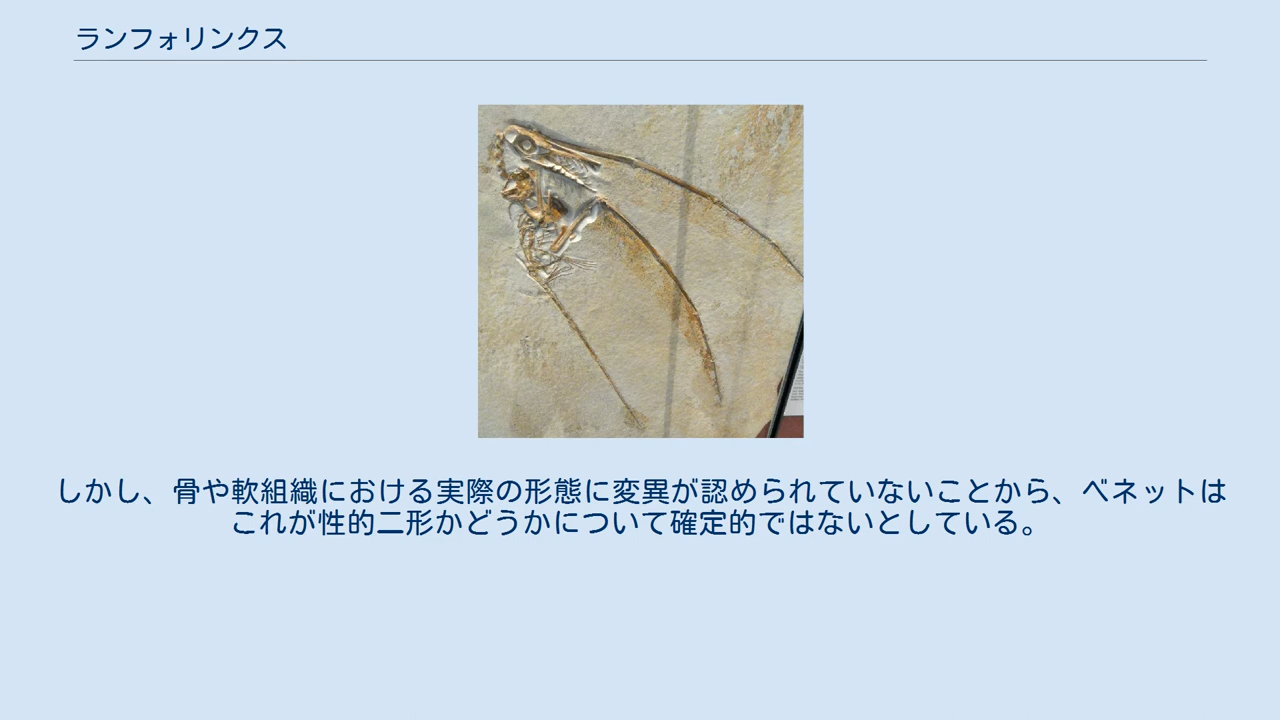 ランフォリンクス
しかし、骨や軟組織における実際の形態に変異が認められていないことから、ベネットは
これが性的二形かどうかについて確定的ではないとしている。